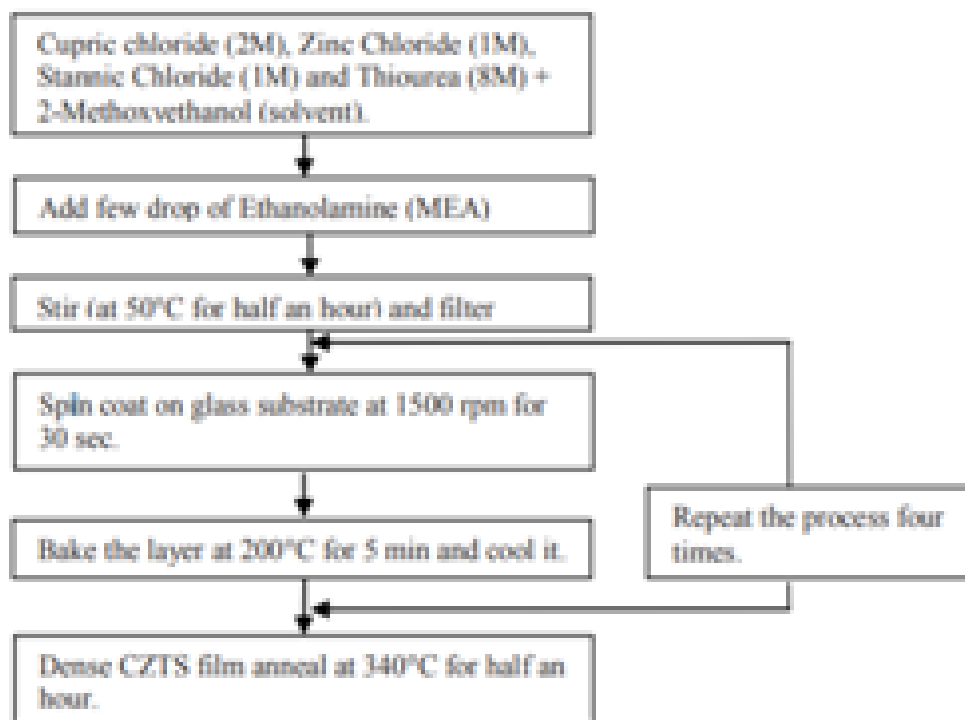 Cupric chloride (2M), Zinc Chloride (1M),
Stannic Chloride (1M) and Thiourea (8M) +
2-Methoxyethanol (solvent).
Add few drop of Ethanolamine (MEA)
Stir (at 50°C for half an hour) and filter
Spin coat on glass substrate at 1500 rpm for
30 sec.
Bake the layer at 200°C for 5 min and cool it.
Repeat the process four
times.
Dense CZTS film anneal at 340°C for half an
hour.